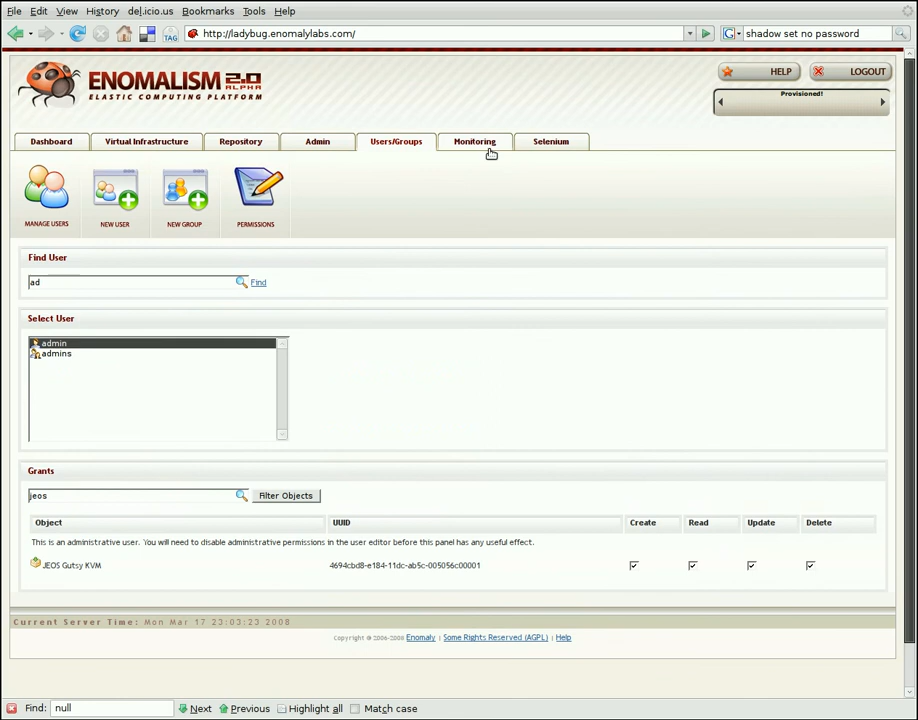 File Edit View History del.icio.us Bookmarks Tools Help
TAG http://ladybug.enomalylabs.com/ G shadow set no password
ENOMALISM 2.0 ALPHA
ELASTIC COMPUTING PLATFORM
HELP LOGOUT
Provisioned!
Dashboard Virtual Infrastructure Repository Admin Users/Groups Monitoring Selenium
MANAGE USERS NEW USER NEW GROUP PERMISSIONS
Find User
ad Find
Select User
admin
admins
Grants
jeos Filter Objects
Object UUID Create Read Update Delete
This is an administrative user. You will need to disable administrative permissions in the user editor before this panel has any useful effect.
JEOS Gutsy KVM 4694cbd8-e184-11dc-ab5c-005056c00001
Current Server Time: Mon Mar 17 23:03:23 2008
Copyright © 2006-2008 Enomaly | Some Rights Reserved (AGPL) | Help
Find: null Next Previous Highlight all Match case